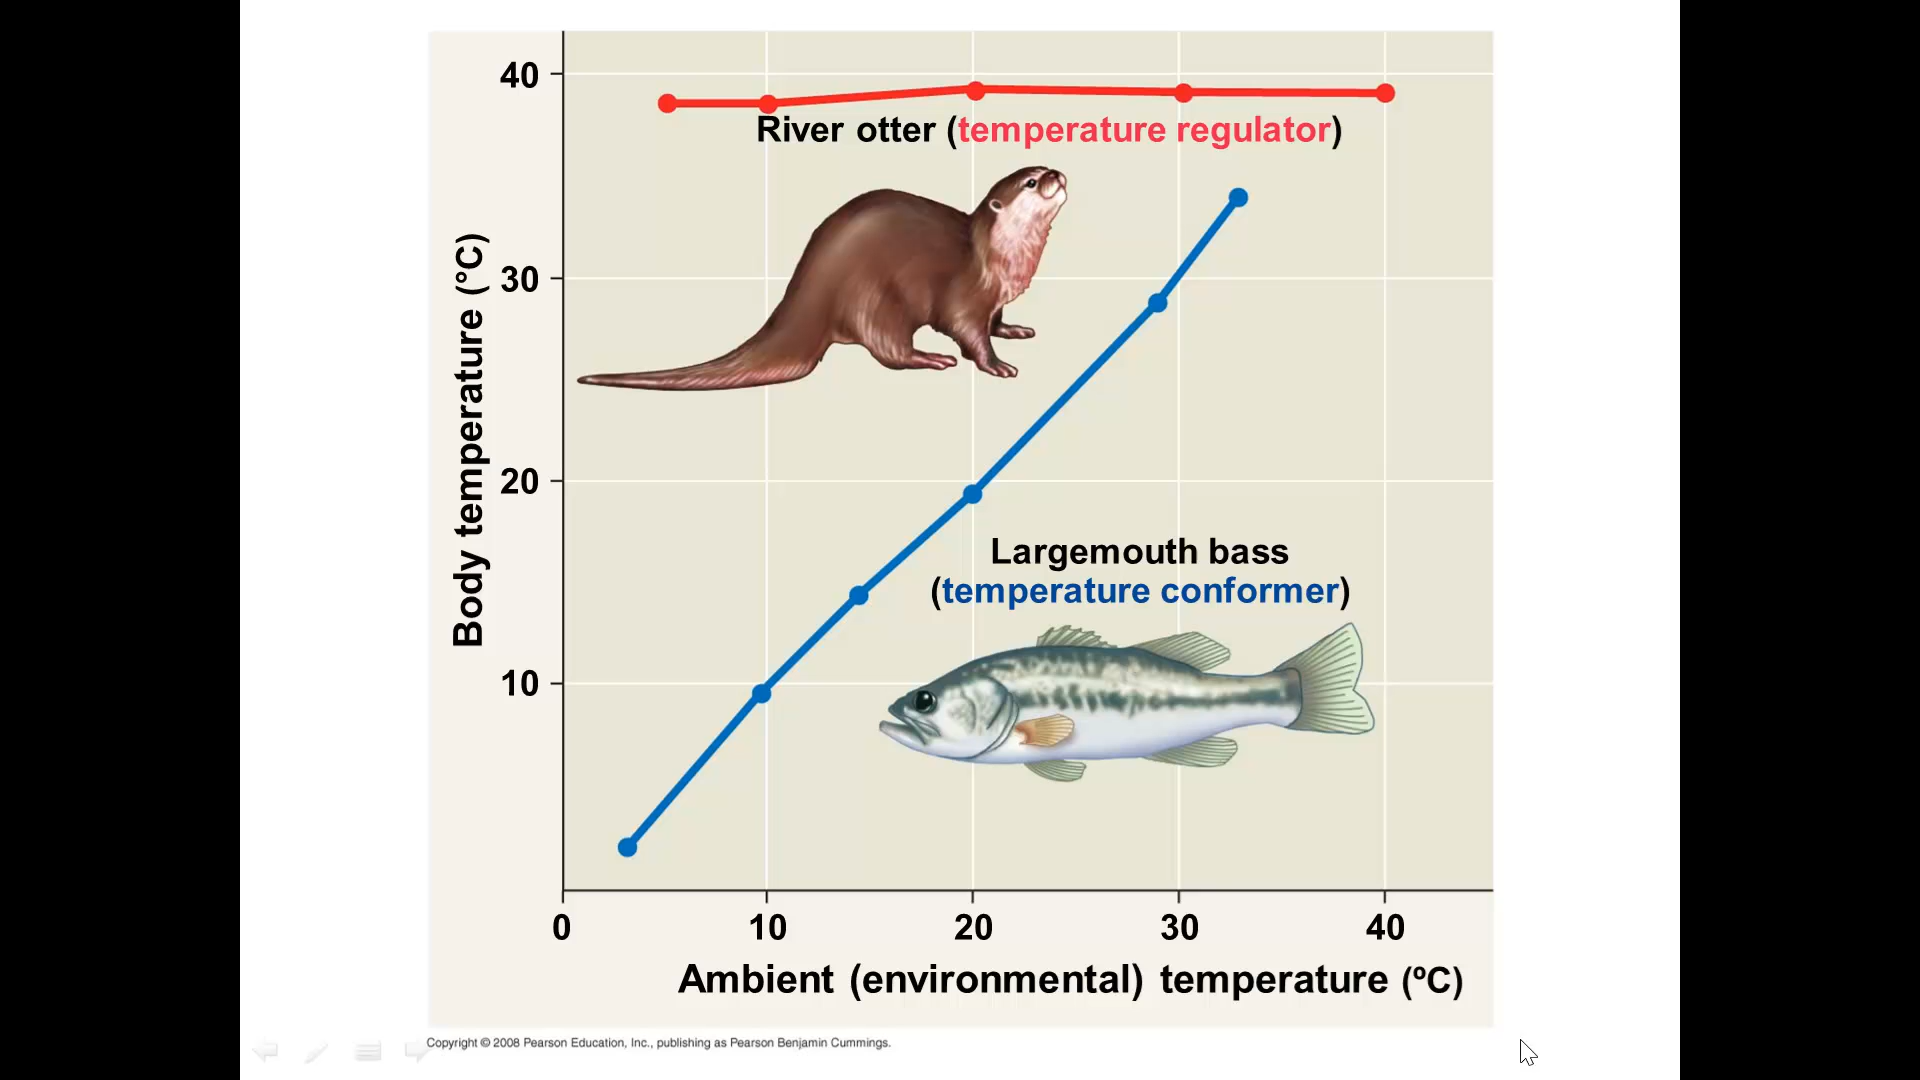 40
River otter (temperature regulator)
30
20
10
Body temperature (°C)
Largemouth bass
(temperature conformer)
0 10 20 30 40
Ambient (environmental) temperature (ºC)
Copyright © 2008 Pearson Education, Inc., publishing as Pearson Benjamin Cummings.